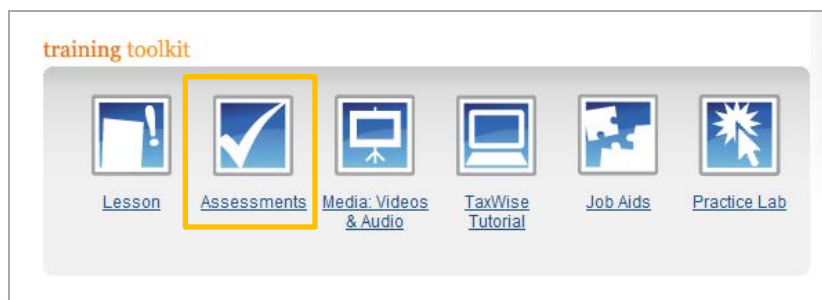 training toolkit
Lesson
Assessments
Media: Videos
& Audio
TaxWise
Tutorial
Job Aids
Practice Lab